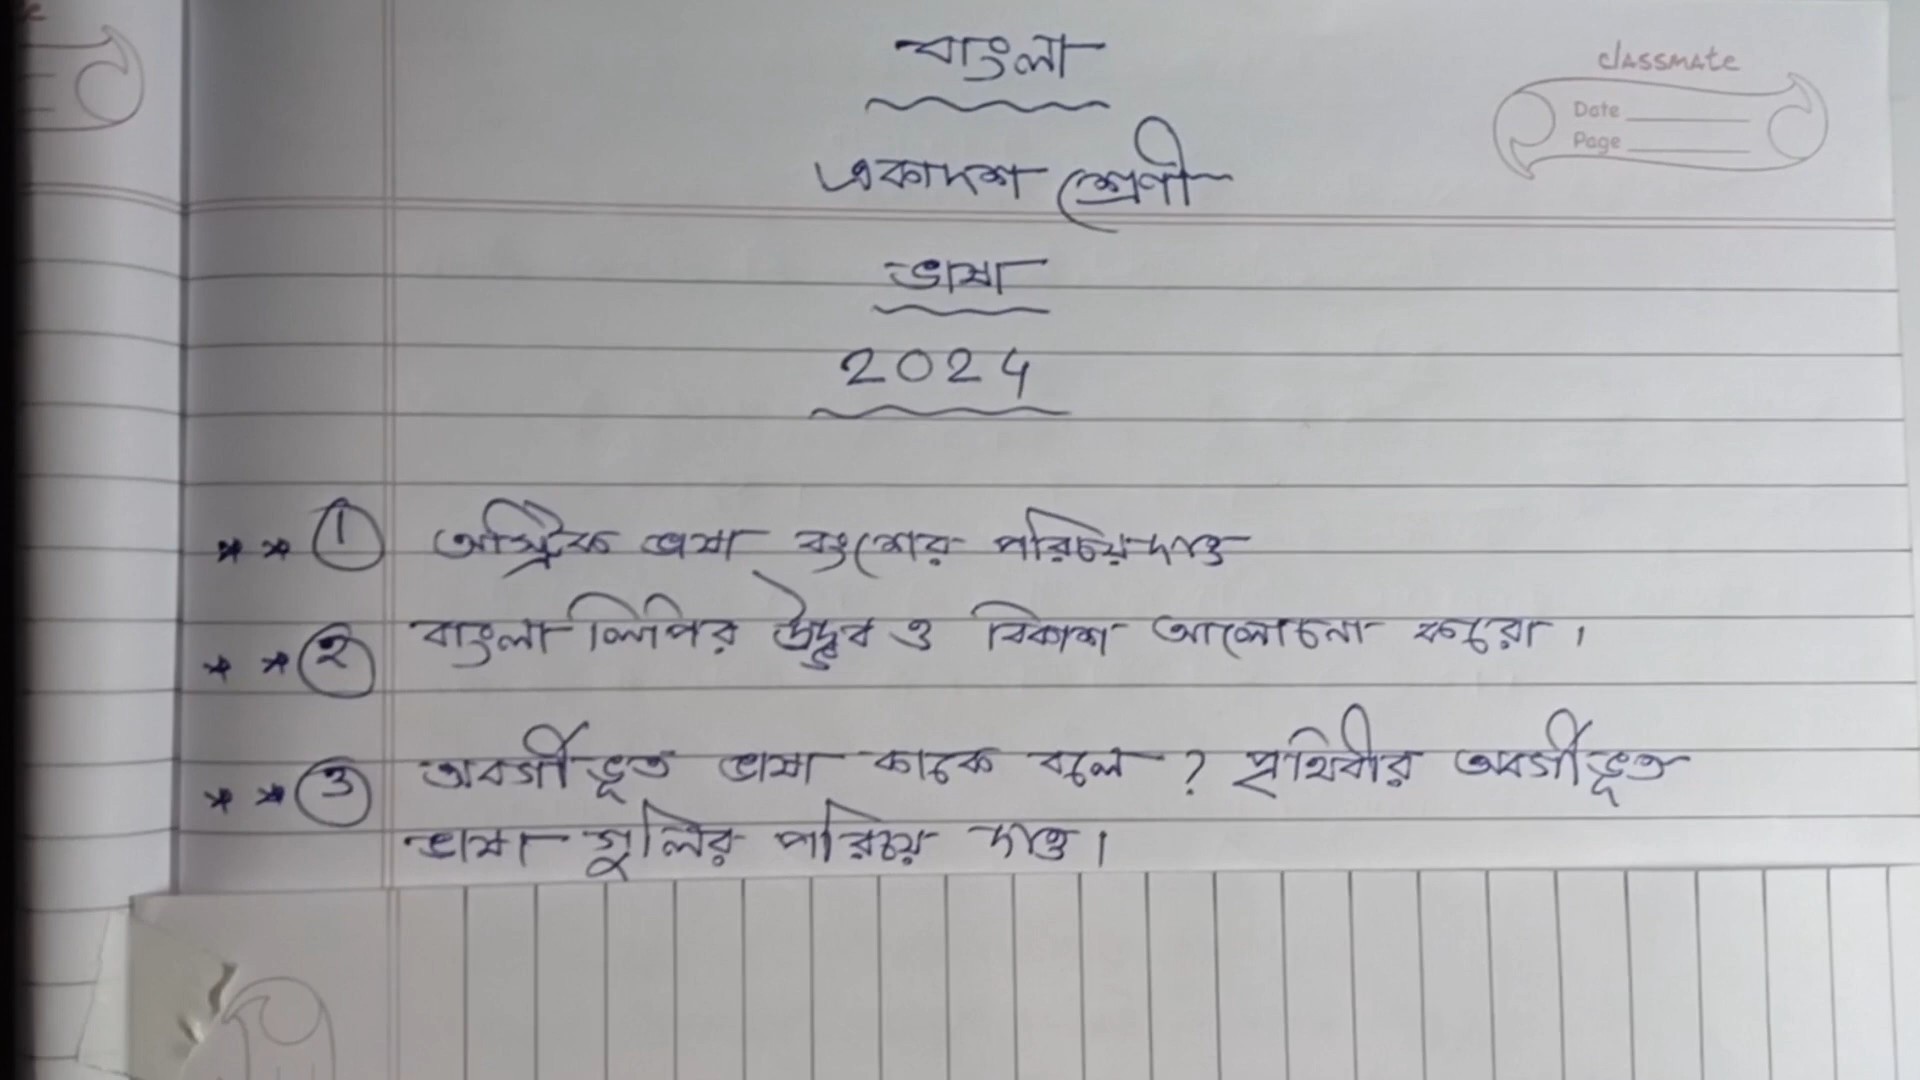 বাংলা
classmate
Date
Page
একাদশ শ্রেণী
ভাষা
2024
** ① অস্ট্রিক ভাষা বংশের পরিচয় দাও
** ② বাংলা লিপির উদ্ভব ও বিকাশ আলোচনা করো।
** ③ অবর্গীভূত ভাষা কাকে বলে ? পৃথিবীর অবর্গীভূত
ভাষা গুলির পরিচয় দাও।